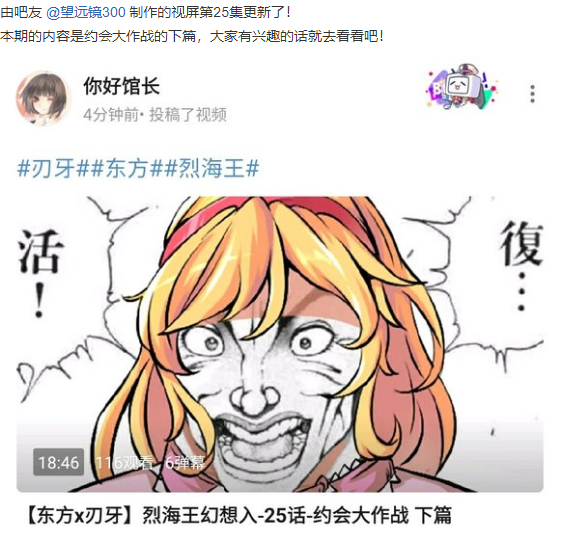 由吧友 @望远镜300 制作的视屏第25集更新了！
本期的内容是约会大作战的下篇，大家有兴趣的话就去看看吧！
你好馆长
4分钟前· 投稿了视频
#刃牙##东方##烈海王#
復…
活！
18:46 116观看 6弹幕
【东方x刃牙】烈海王幻想入-25话-约会大作战 下篇